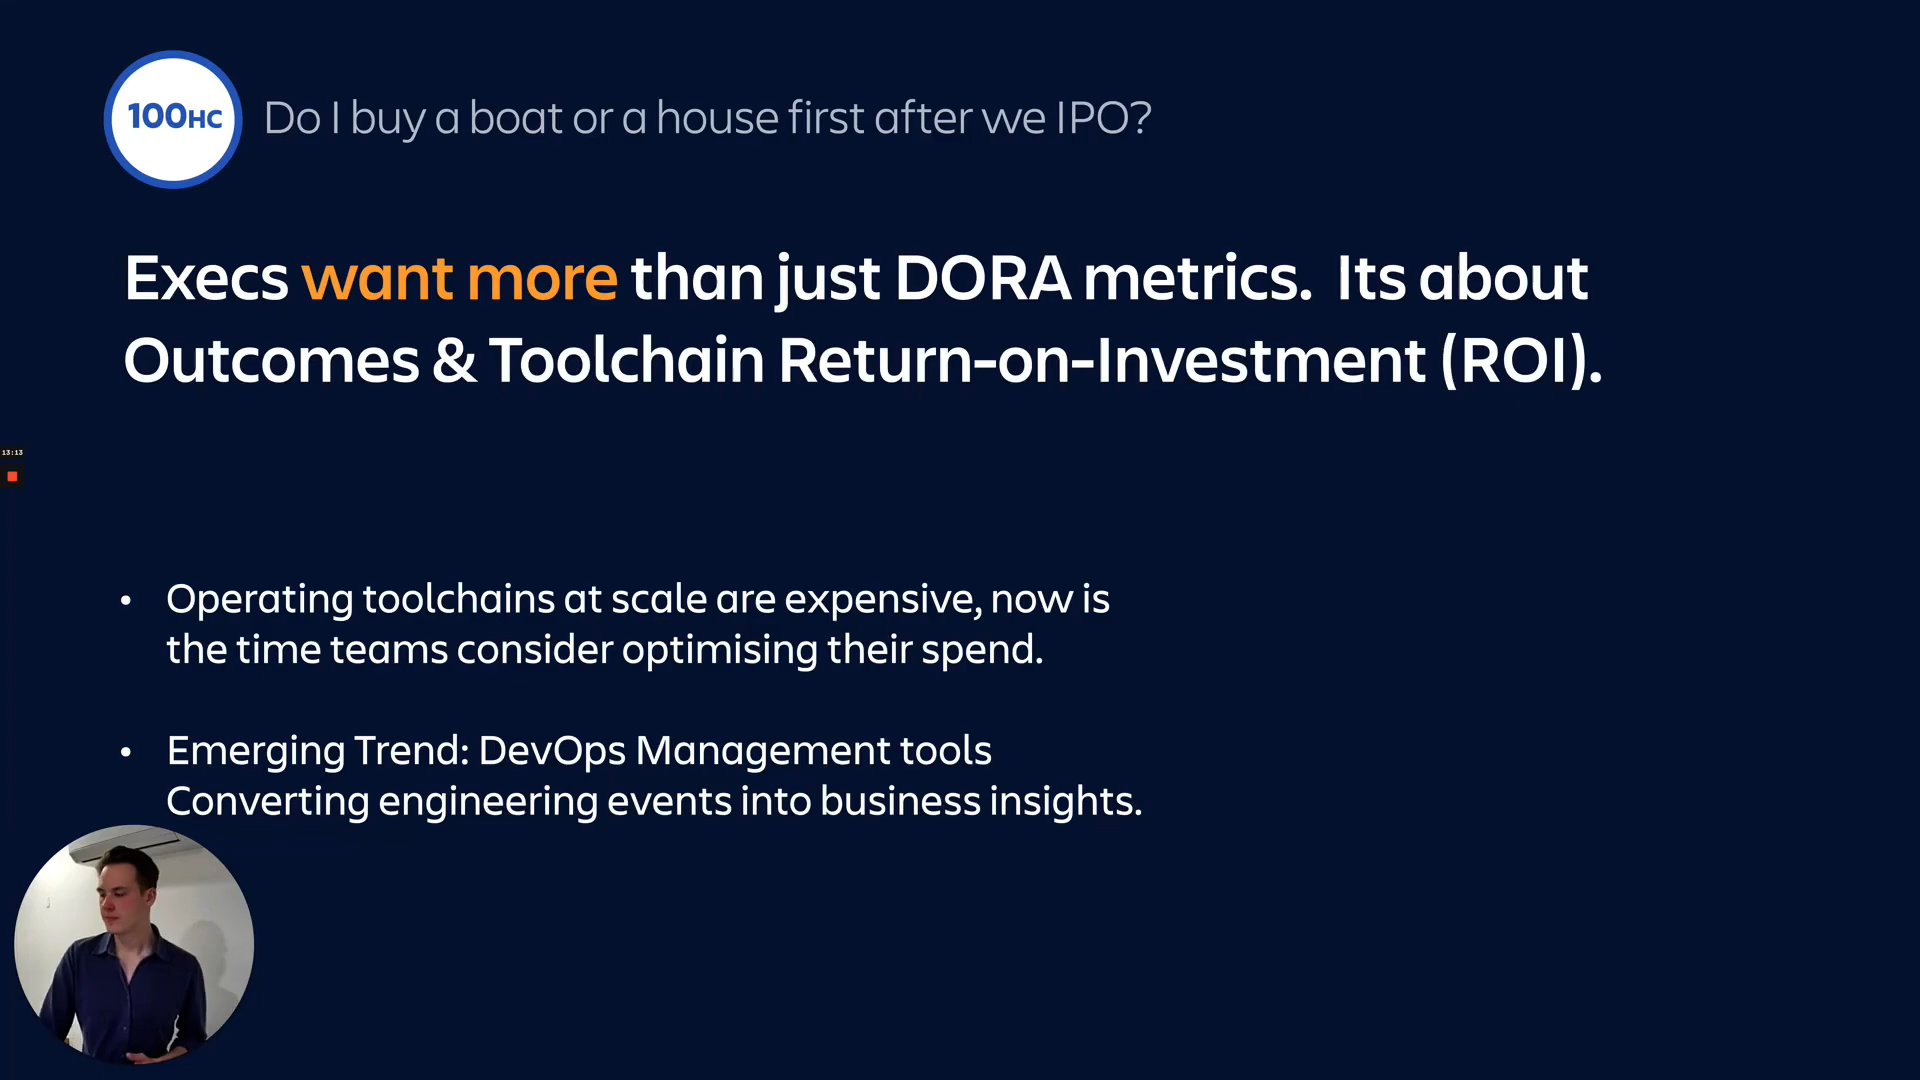 100HC
Do I buy a boat or a house first after we IPO?
Execs want more than just DORA metrics.  Its about
Outcomes & Toolchain Return-on-Investment (ROI).
13:13
• Operating toolchains at scale are expensive, now is
the time teams consider optimising their spend.
• Emerging Trend: DevOps Management tools
Converting engineering events into business insights.